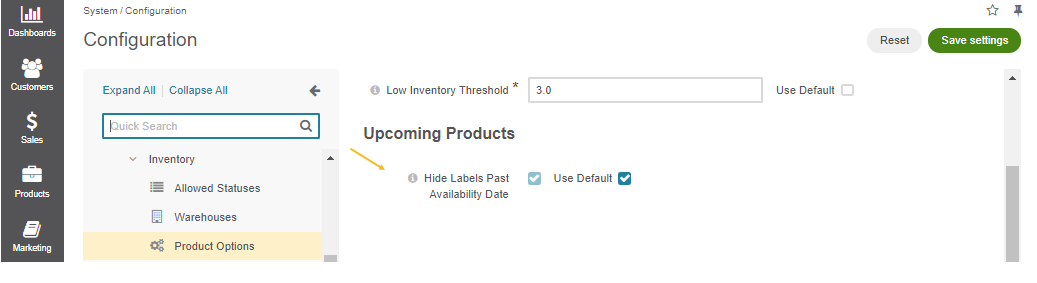 System / Configuration
Configuration
Reset
Save settings
Dashboards
Customers
Sales
Products
Marketing
Expand All | Collapse All
Quick Search
Inventory
Allowed Statuses
Warehouses
Product Options
Low Inventory Threshold *
3.0
Use Default
Upcoming Products
Hide Labels Past
Availability Date
Use Default